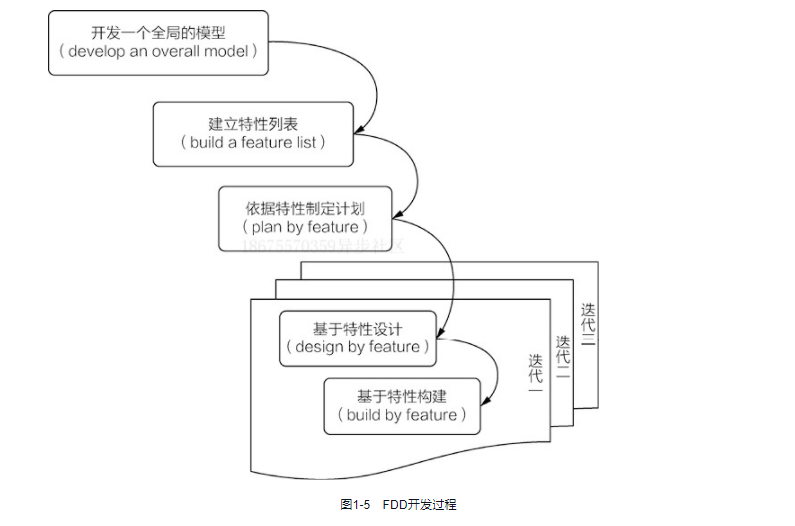 开发一个全局的模型
（develop an overall model）
建立特性列表
（build a feature list）
依据特性制定计划
（plan by feature）
18675570359异步社区
基于特性设计
（design by feature）
基于特性构建
（build by feature）
迭代一
迭代二
迭代三
图1-5 FDD开发过程